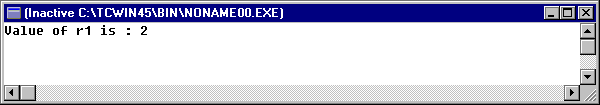 (Inactive C:\TCWIN45\BIN\NONAME00.EXE)
Value of r1 is : 2